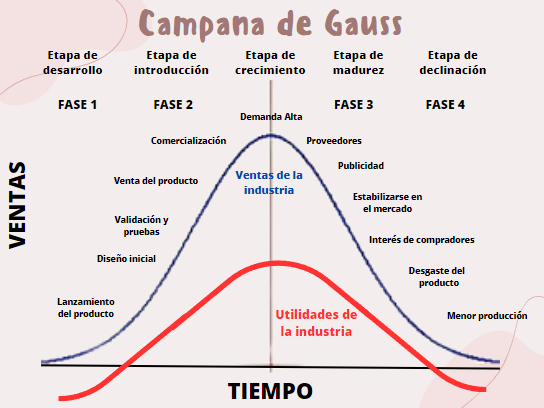 Campana de Gauss
Etapa de
desarrollo
Etapa de
introducción
Etapa de
crecimiento
Etapa de
madurez
Etapa de
declinación
FASE 1
FASE 2
FASE 3
FASE 4
Demanda Alta
Comercialización
Proveedores
Publicidad
Ventas de la
industria
Venta del producto
Estabilizarse en
el mercado
Validación y
pruebas
Interés de compradores
Diseño inicial
Desgaste del
producto
Lanzamiento
del producto
Utilidades de
la industria
Menor producción
VENTAS
TIEMPO